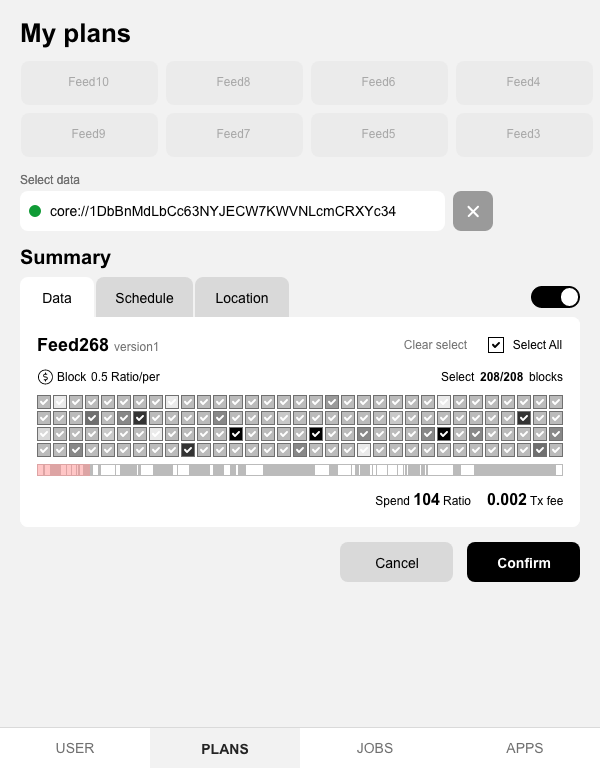 My plans
Feed10 Feed8 Feed6 Feed4
Feed9 Feed7 Feed5 Feed3
Select data
core://1DbBnMdLbCc63NYJECW7KWVNLcmCRXYc34
Summary
Data Schedule Location
Feed268 version1 Clear select Select All
$ Block 0.5 Ratio/per Select 208/208 blocks
Spend 104 Ratio 0.002 Tx fee
Cancel Confirm
USER PLANS JOBS APPS